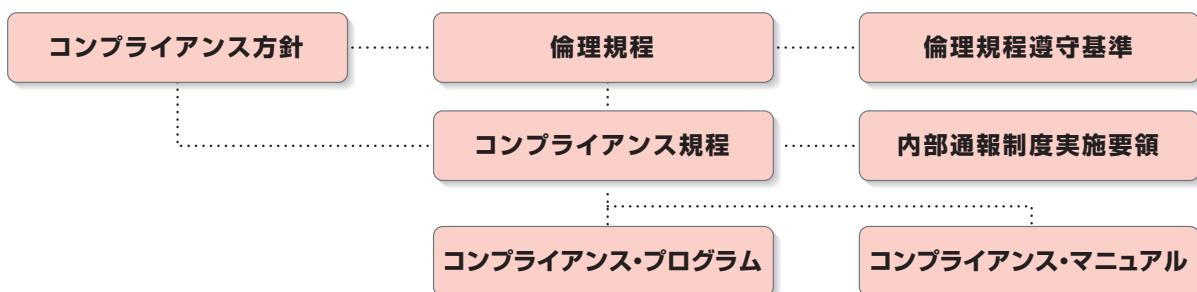 コンプライアンス方針
倫理規程
倫理規程遵守基準
コンプライアンス規程
内部通報制度実施要領
コンプライアンス・プログラム
コンプライアンス・マニュアル